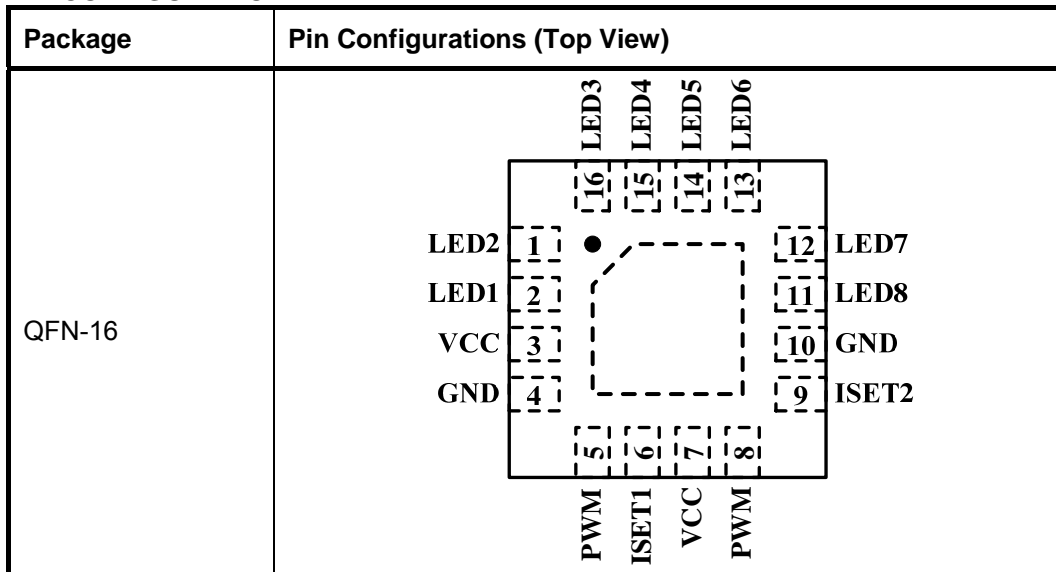 Package
Pin Configurations (Top View)
QFN-16
LED3
LED4
LED5
LED6
16
15
14
13
LED2 1
12 LED7
LED1 2
11 LED8
VCC 3
10 GND
GND 4
9 ISET2
5
6
7
8
PWM
ISET1
VCC
PWM